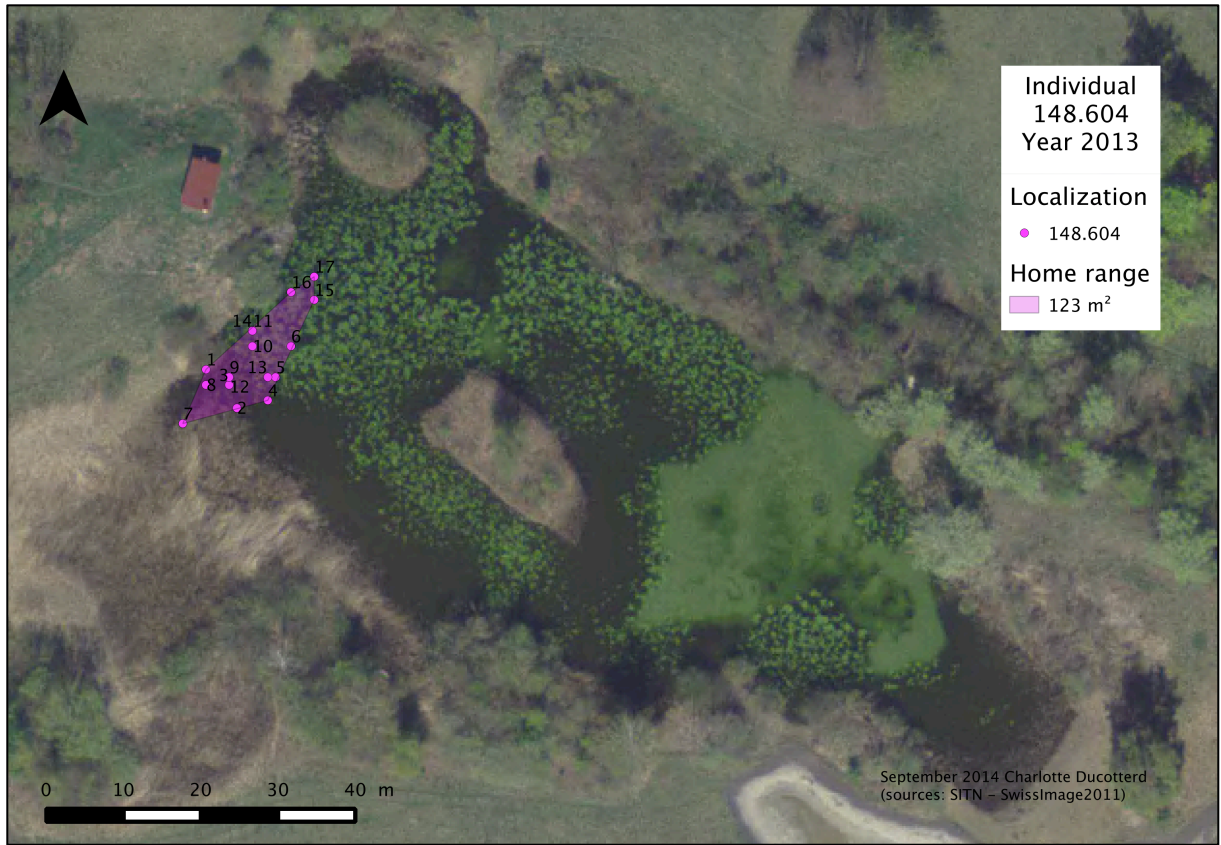 Individual
148.604
Year 2013
Localization
148.604
Home range
123 m²
17
16
15
1411
10
6
1
9
3
13
5
8
12
4
2
7
0 10 20 30 40 m
September 2014 Charlotte Ducotterd
(sources: SITN - SwissImage2011)